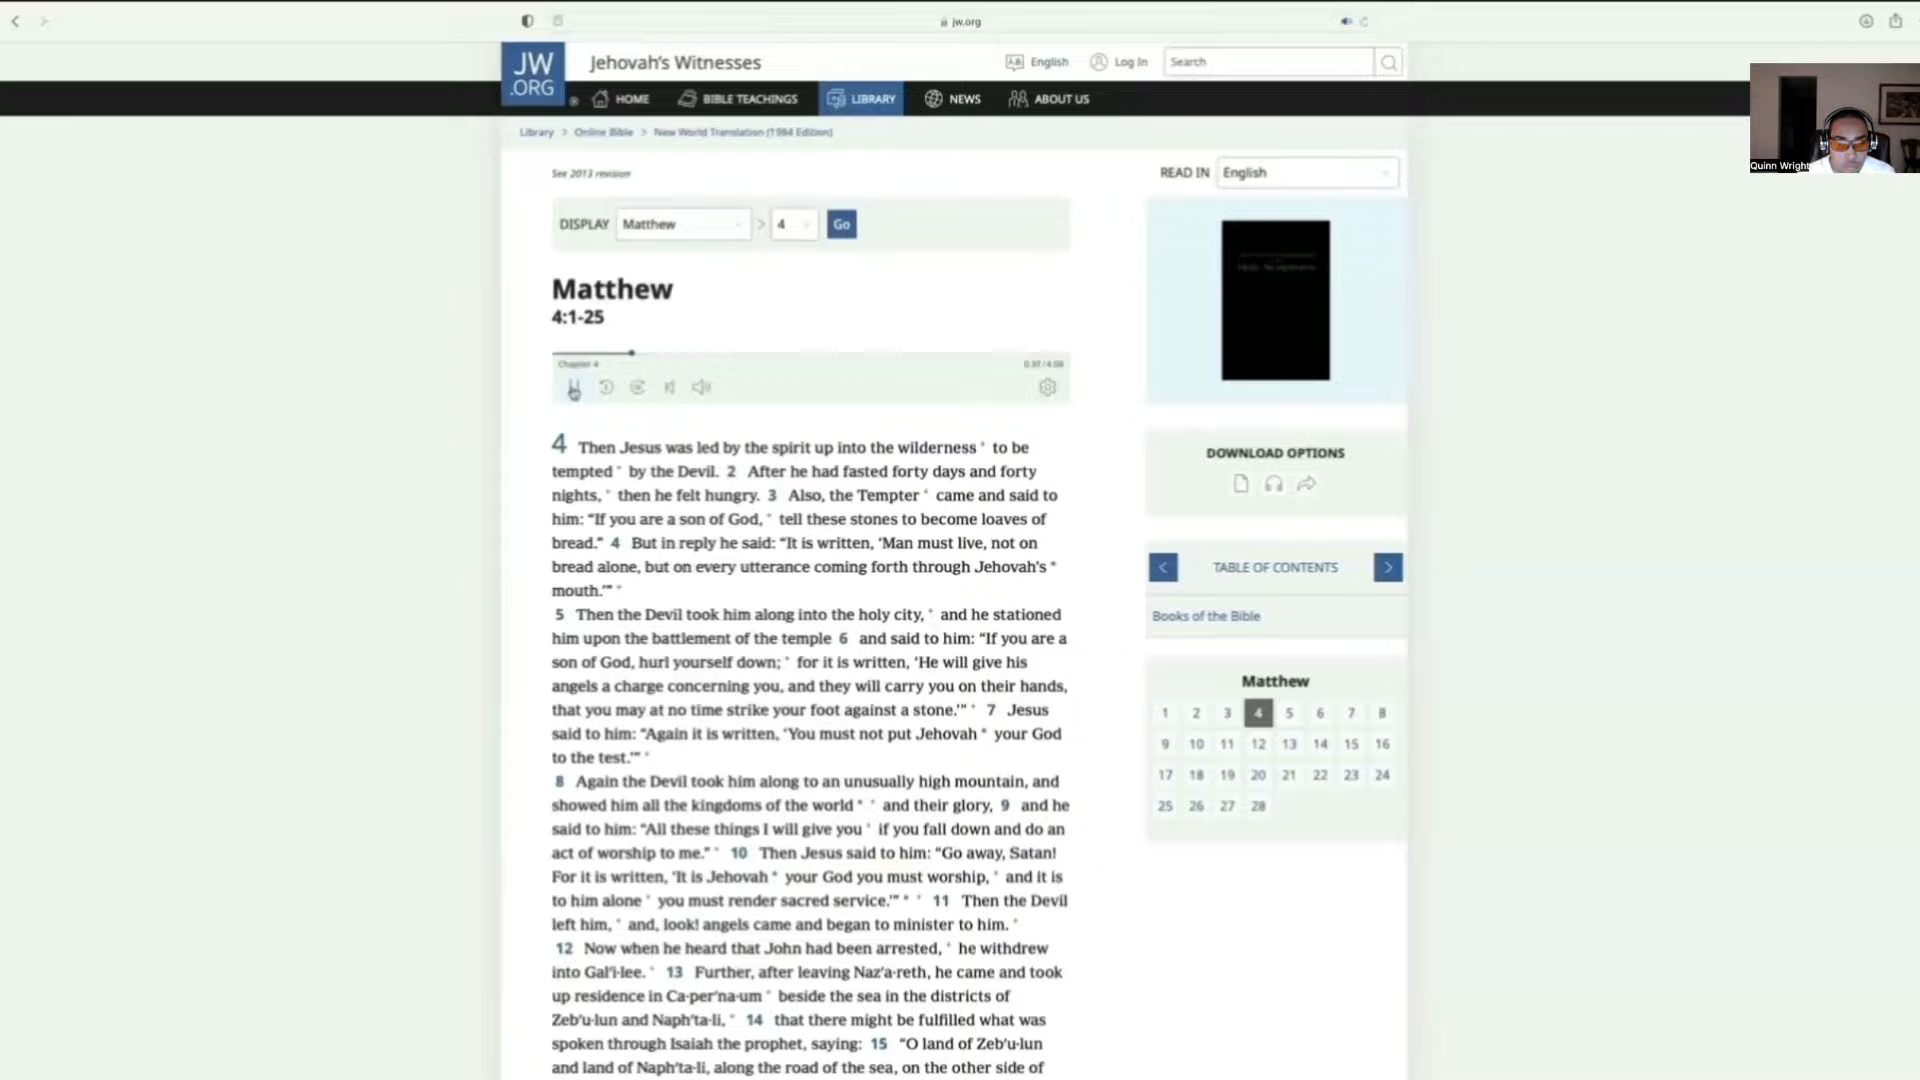 jw.org
JW
.ORG
Jehovah's Witnesses
English
Log In
Search
HOME
BIBLE TEACHINGS
LIBRARY
NEWS
ABOUT US
Quinn Wright
Library > Online Bible > New World Translation (1984 Edition)
See 2013 revision
READ IN English
DISPLAY Matthew > 4 Go
Matthew
4:1-25
Chapter 4
4 Then Jesus was led by the spirit up into the wilderness + to be
tempted + by the Devil. 2 After he had fasted forty days and forty
nights, + then he felt hungry. 3 Also, the Tempter + came and said to
him: “If you are a son of God, + tell these stones to become loaves of
bread.” 4 But in reply he said: “It is written, ‘Man must live, not on
bread alone, but on every utterance coming forth through Jehovah’s *
mouth.’” +
5 Then the Devil took him along into the holy city, + and he stationed
him upon the battlement of the temple 6 and said to him: “If you are a
son of God, hurl yourself down; + for it is written, ‘He will give his
angels a charge concerning you, and they will carry you on their hands,
that you may at no time strike your foot against a stone.’” + 7 Jesus
said to him: “Again it is written, ‘You must not put Jehovah * your God
to the test.’” +
8 Again the Devil took him along to an unusually high mountain, and
showed him all the kingdoms of the world * + and their glory, 9 and he
said to him: “All these things I will give you + if you fall down and do an
act of worship to me.” + 10 Then Jesus said to him: “Go away, Satan!
For it is written, ‘It is Jehovah * your God you must worship, + and it is
to him alone + you must render sacred service.’” * + 11 Then the Devil
left him, + and, look! angels came and began to minister to him. +
12 Now when he heard that John had been arrested, + he withdrew
into Gal′i·lee. + 13 Further, after leaving Naz′a·reth, he came and took
up residence in Ca·per′na·um + beside the sea in the districts of
Zeb′u·lun and Naph′ta·li, + 14 that there might be fulfilled what was
spoken through Isaiah the prophet, saying: 15 “O land of Zeb′u·lun
and land of Naph′ta·li, along the road of the sea, on the other side of
DOWNLOAD OPTIONS
< TABLE OF CONTENTS >
Books of the Bible
Matthew
1 2 3 4 5 6 7 8
9 10 11 12 13 14 15 16
17 18 19 20 21 22 23 24
25 26 27 28